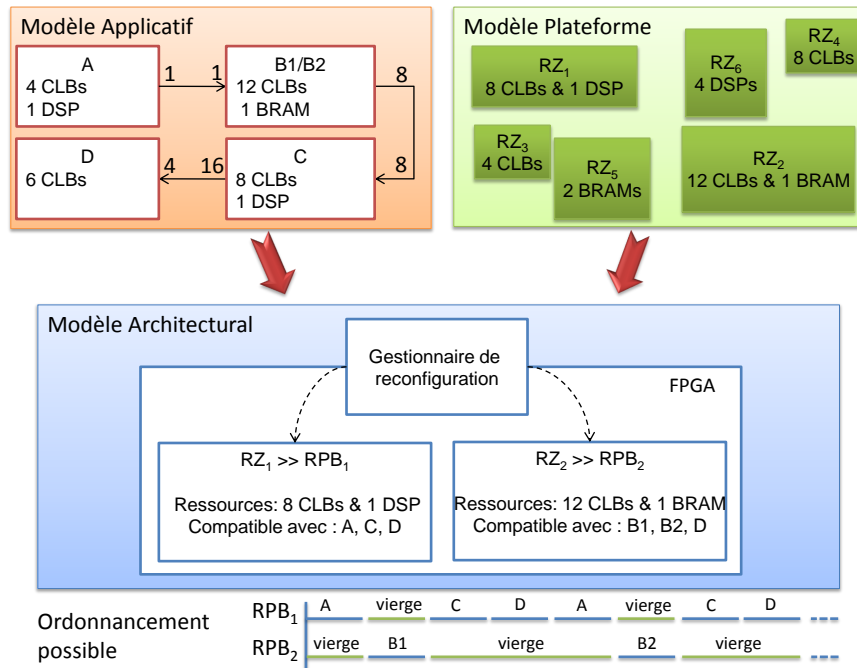 Modèle Applicatif
A
4 CLBs
1 DSP
1
1
B1/B2
12 CLBs
1 BRAM
8
D
6 CLBs
4
16
C
8 CLBs
1 DSP
8
Modèle Plateforme
RZ1
8 CLBs & 1 DSP
RZ6
4 DSPs
RZ4
8 CLBs
RZ3
4 CLBs
RZ5
2 BRAMs
RZ2
12 CLBs & 1 BRAM
Modèle Architectural
Gestionnaire de
reconfiguration
FPGA
RZ1 >> RPB1
Ressources: 8 CLBs & 1 DSP
Compatible avec : A, C, D
RZ2 >> RPB2
Ressources: 12 CLBs & 1 BRAM
Compatible avec : B1, B2, D
Ordonnancement
possible
RPB1 A vierge C D A vierge C D
RPB2 vierge B1 vierge B2 vierge